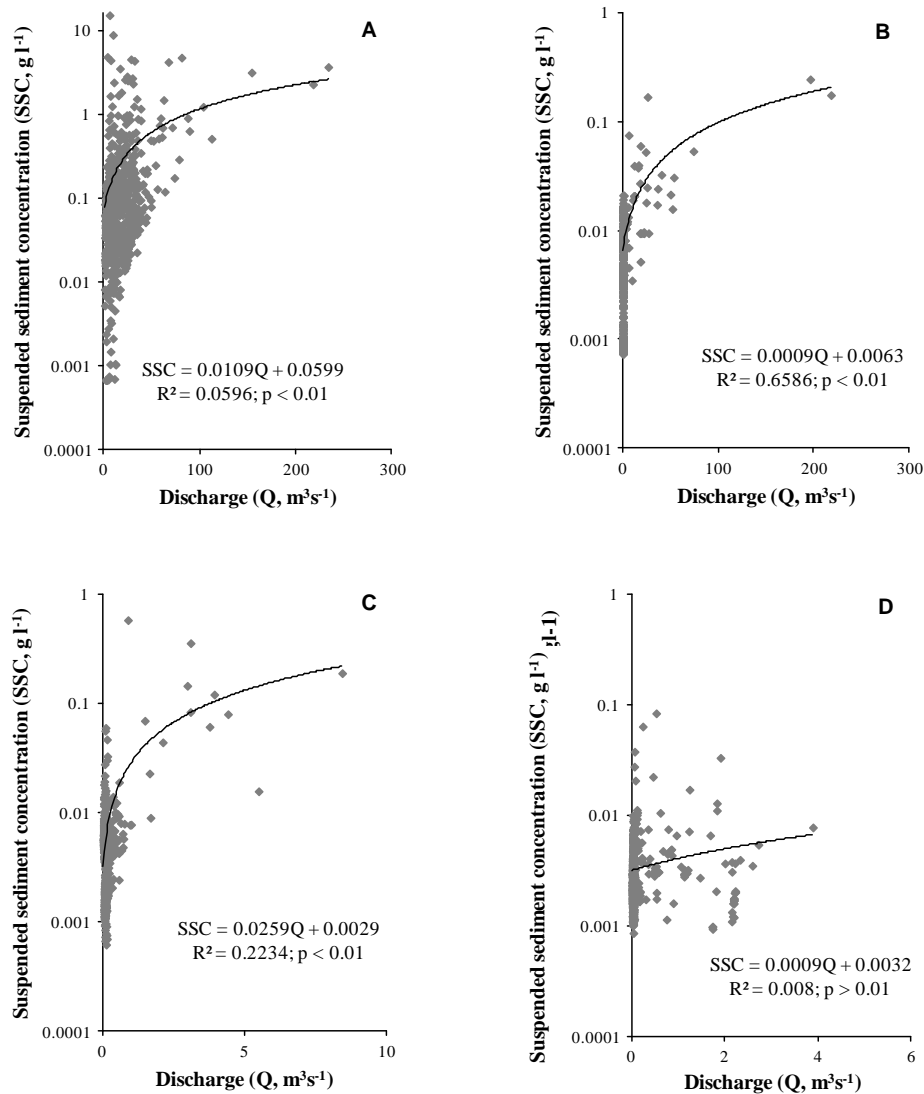 A
Suspended sediment concentration (SSC, g l⁻¹)
10
1
0.1
0.01
0.001
0.0001
SSC = 0.0109Q + 0.0599
R² = 0.0596; p < 0.01
0 100 200 300
Discharge (Q, m³s⁻¹)
B
Suspended sediment concentration (SSC, g l⁻¹)
1
0.1
0.01
0.001
0.0001
SSC = 0.0009Q + 0.0063
R² = 0.6586; p < 0.01
0 100 200 300
Discharge (Q, m³s⁻¹)
C
Suspended sediment concentration (SSC, g l⁻¹)
1
0.1
0.01
0.001
0.0001
SSC = 0.0259Q + 0.0029
R² = 0.2234; p < 0.01
0 5 10
Discharge (Q, m³s⁻¹)
D
Suspended sediment concentration (SSC, g l⁻¹)
gl-1)
1
0.1
0.01
0.001
0.0001
SSC = 0.0009Q + 0.0032
R² = 0.008; p > 0.01
0 2 4 6
Discharge (Q, m³s⁻¹)